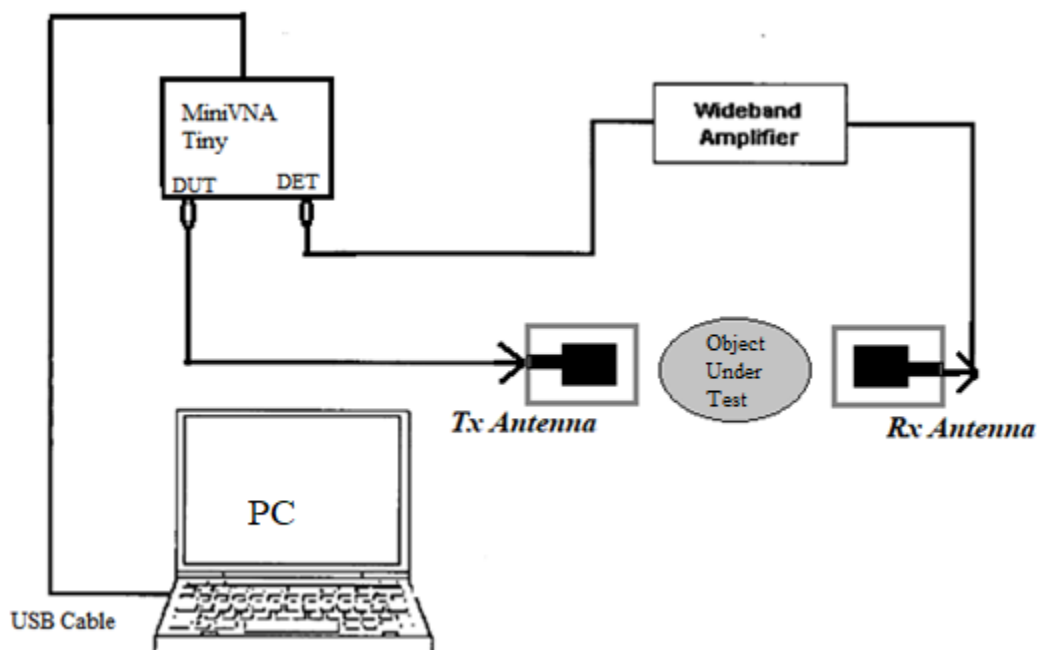 MiniVNA
Tiny
DUT
DET
Wideband
Amplifier
Object
Under
Test
Tx Antenna
Rx Antenna
PC
USB Cable